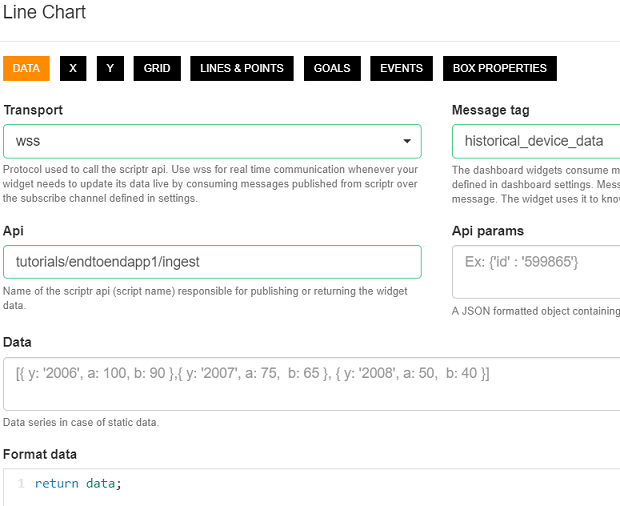 Line Chart
DATA X Y GRID LINES & POINTS GOALS EVENTS BOX PROPERTIES
Transport
wss
Protocol used to call the scriptr api. Use wss for real time communication whenever your
widget needs to update its data live by consuming messages published from scriptr over
the subscribe channel defined in settings.
Message tag
historical_device_data
The dashboard widgets consume m
defined in dashboard settings. Mess
message. The widget uses it to know
Api
tutorials/endtoendapp1/ingest
Name of the scriptr api (script name) responsible for publishing or returning the widget
data.
Api params
Ex: {'id' : '599865'}
A JSON formatted object containing
Data
[{ y: '2006', a: 100, b: 90 },{ y: '2007', a: 75, b: 65 }, { y: '2008', a: 50, b: 40 }]
Data series in case of static data.
Format data
1 return data;